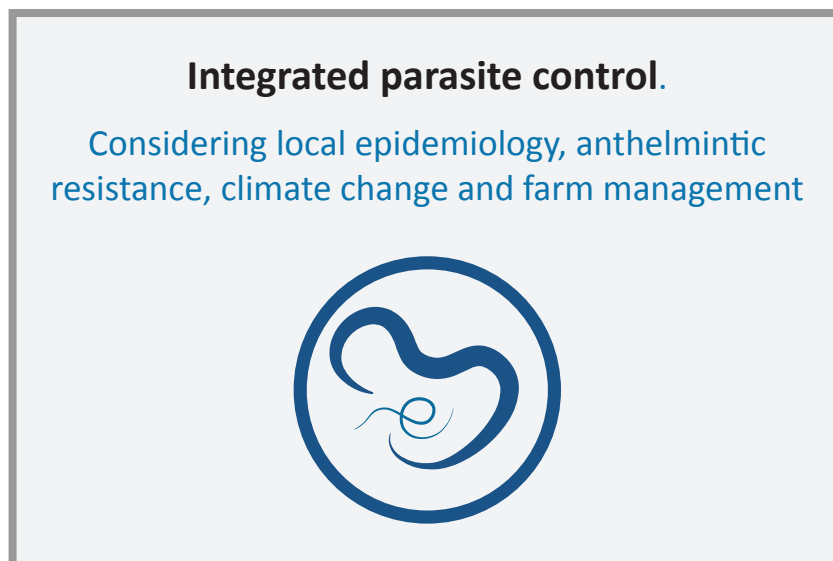 Integrated parasite control.
Considering local epidemiology, anthelmintic
resistance, climate change and farm management